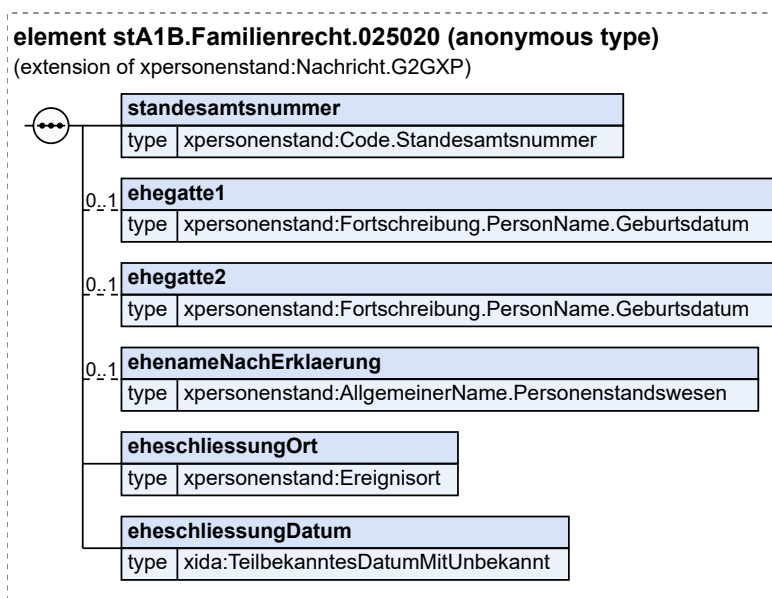 element stA1B.Familienrecht.025020 (anonymous type)
(extension of xpersonenstand:Nachricht.G2GXP)
standesamtsnummer
type xpersonenstand:Code.Standesamtsnummer
0..1 ehegatte1
type xpersonenstand:Fortschreibung.PersonName.Geburtsdatum
0..1 ehegatte2
type xpersonenstand:Fortschreibung.PersonName.Geburtsdatum
0..1 ehenameNachErklaerung
type xpersonenstand:AllgemeinerName.Personenstandswesen
eheschliessungOrt
type xpersonenstand:Ereignisort
eheschliessungDatum
type xida:TeilbekanntesDatumMitUnbekannt